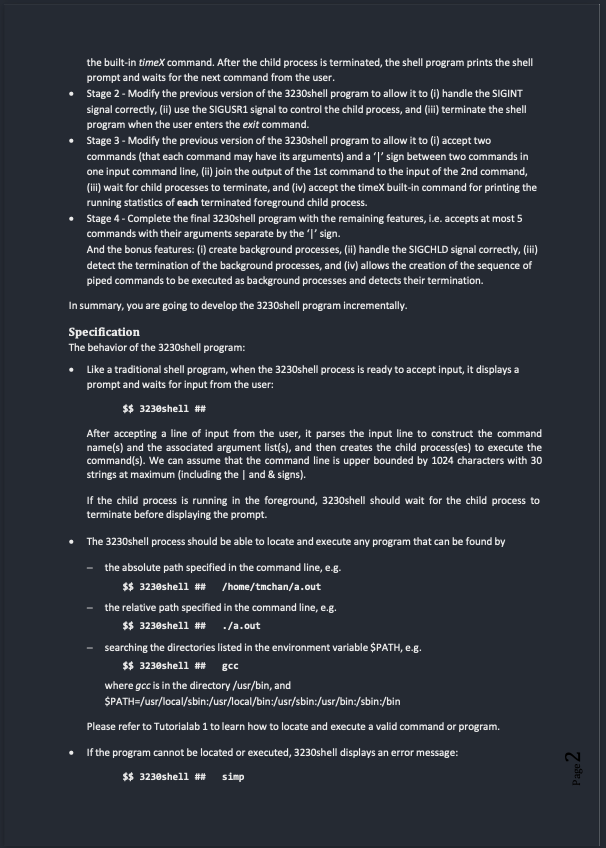 the built-in timeX command. After the child process is terminated, the shell program prints the shell
prompt and waits for the next command from the user.
• Stage 2 - Modify the previous version of the 3230shell program to allow it to (i) handle the SIGINT
signal correctly, (ii) use the SIGUSR1 signal to control the child process, and (iii) terminate the shell
program when the user enters the exit command.
• Stage 3 - Modify the previous version of the 3230shell program to allow it to (i) accept two
commands (that each command may have its arguments) and a ‘|’ sign between two commands in
one input command line, (ii) join the output of the 1st command to the input of the 2nd command,
(iii) wait for child processes to terminate, and (iv) accept the timeX built-in command for printing the
running statistics of each terminated foreground child process.
• Stage 4 - Complete the final 3230shell program with the remaining features, i.e. accepts at most 5
commands with their arguments separate by the ‘|’ sign.
And the bonus features: (i) create background processes, (ii) handle the SIGCHLD signal correctly, (iii)
detect the termination of the background processes, and (iv) allows the creation of the sequence of
piped commands to be executed as background processes and detects their termination.
In summary, you are going to develop the 3230shell program incrementally.
Specification
The behavior of the 3230shell program:
• Like a traditional shell program, when the 3230shell process is ready to accept input, it displays a
prompt and waits for input from the user:
$$ 3230shell ##
After accepting a line of input from the user, it parses the input line to construct the command
name(s) and the associated argument list(s), and then creates the child process(es) to execute the
command(s). We can assume that the command line is upper bounded by 1024 characters with 30
strings at maximum (including the | and & signs).
If the child process is running in the foreground, 3230shell should wait for the child process to
terminate before displaying the prompt.
• The 3230shell process should be able to locate and execute any program that can be found by
– the absolute path specified in the command line, e.g.
$$ 3230shell ## /home/tmchan/a.out
– the relative path specified in the command line, e.g.
$$ 3230shell ## ./a.out
– searching the directories listed in the environment variable $PATH, e.g.
$$ 3230shell ## gcc
where gcc is in the directory /usr/bin, and
$PATH=/usr/local/sbin:/usr/local/bin:/usr/sbin:/usr/bin:/sbin:/bin
Please refer to Tutorialab 1 to learn how to locate and execute a valid command or program.
• If the program cannot be located or executed, 3230shell displays an error message:
$$ 3230shell ## simp
Page 2